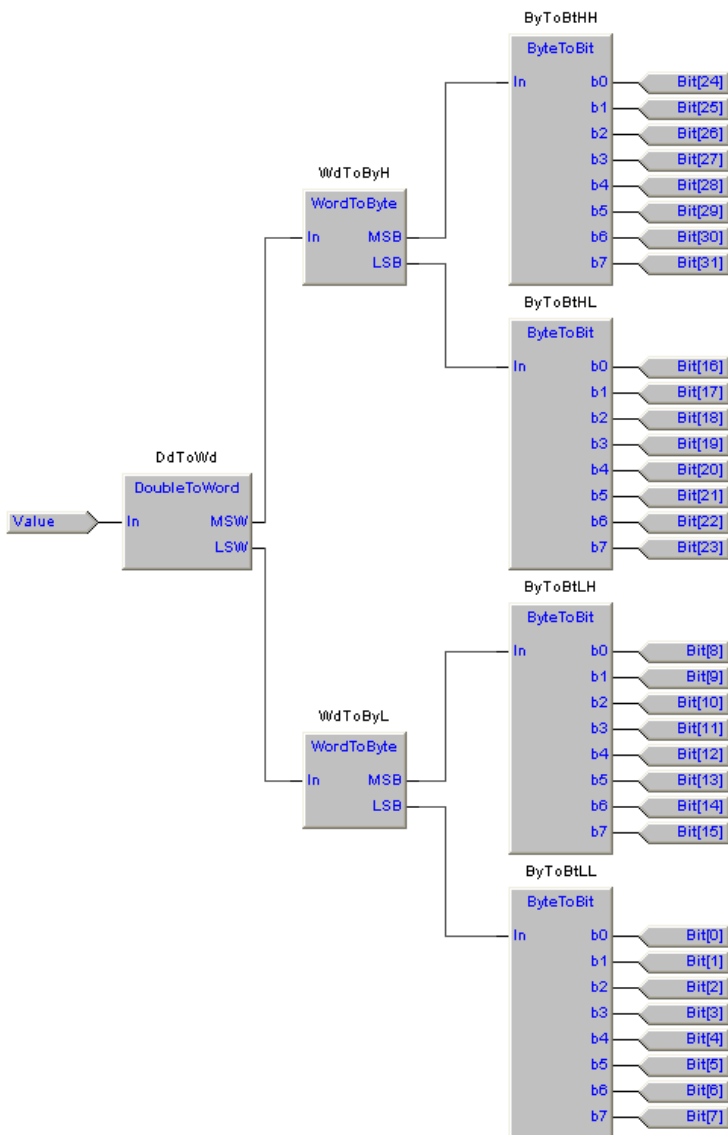 ByToBtHH
ByteToBit
In b0 Bit[24]
b1 Bit[25]
b2 Bit[26]
b3 Bit[27]
b4 Bit[28]
b5 Bit[29]
b6 Bit[30]
b7 Bit[31]
WdToByH
WordToByte
In MSB
LSB
ByToBtHL
ByteToBit
In b0 Bit[16]
b1 Bit[17]
b2 Bit[18]
b3 Bit[19]
b4 Bit[20]
b5 Bit[21]
b6 Bit[22]
b7 Bit[23]
DdToWd
DoubleToWord
Value In MSW
LSW
ByToBtLH
ByteToBit
In b0 Bit[8]
b1 Bit[9]
b2 Bit[10]
b3 Bit[11]
b4 Bit[12]
b5 Bit[13]
b6 Bit[14]
b7 Bit[15]
WdToByL
WordToByte
In MSB
LSB
ByToBtLL
ByteToBit
In b0 Bit[0]
b1 Bit[1]
b2 Bit[2]
b3 Bit[3]
b4 Bit[4]
b5 Bit[5]
b6 Bit[6]
b7 Bit[7]